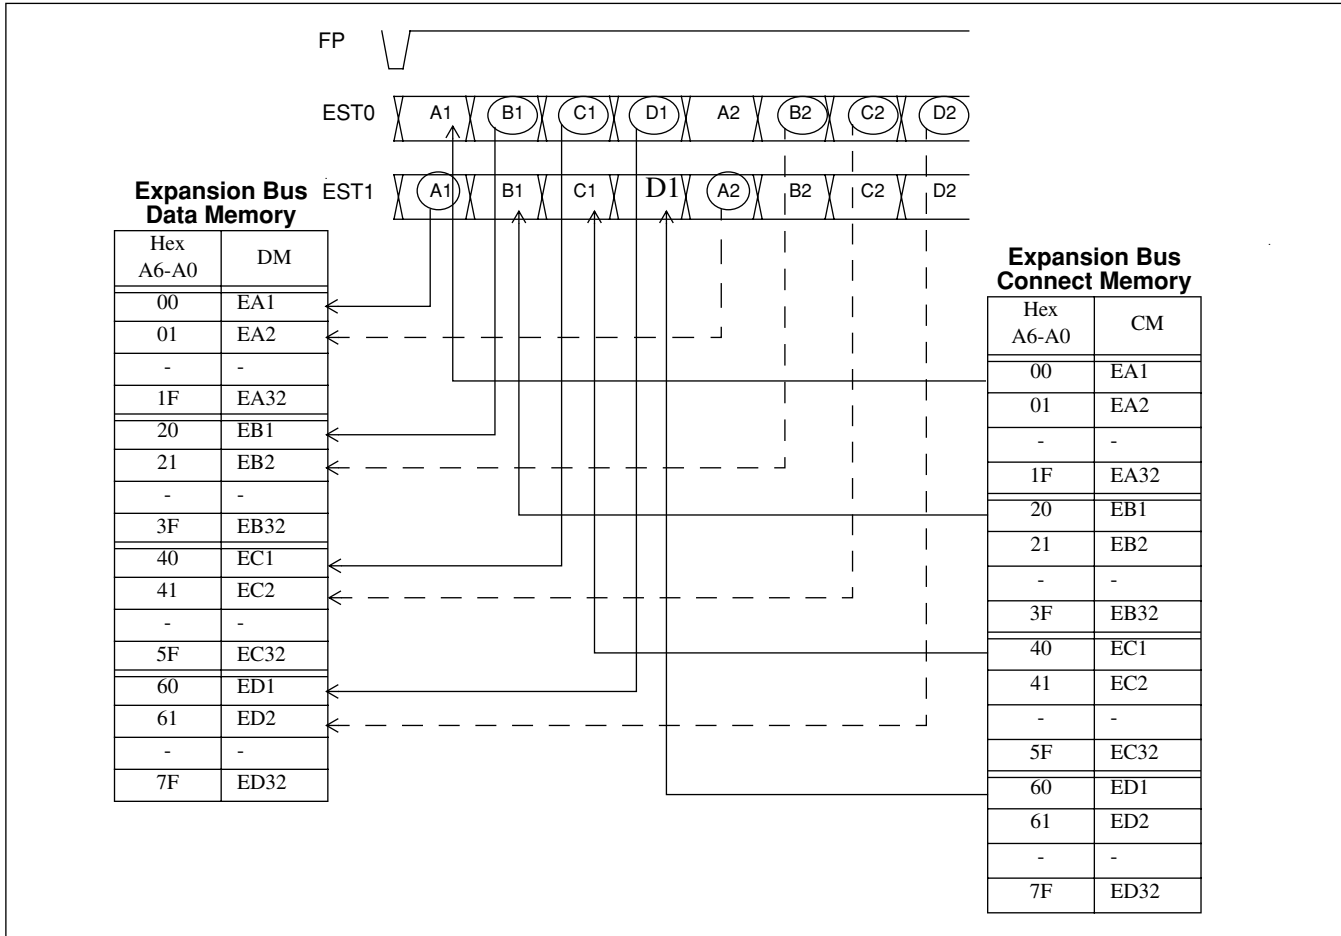 FP
EST0 A1 B1 C1 D1 A2 B2 C2 D2
EST1 A1 B1 C1 D1 A2 B2 C2 D2
Expansion Bus
Data Memory
Hex
A6-A0 DM
00 EA1
01 EA2
- -
1F EA32
20 EB1
21 EB2
- -
3F EB32
40 EC1
41 EC2
- -
5F EC32
60 ED1
61 ED2
- -
7F ED32
Expansion Bus
Connect Memory
Hex
A6-A0 CM
00 EA1
01 EA2
- -
1F EA32
20 EB1
21 EB2
- -
3F EB32
40 EC1
41 EC2
- -
5F EC32
60 ED1
61 ED2
- -
7F ED32